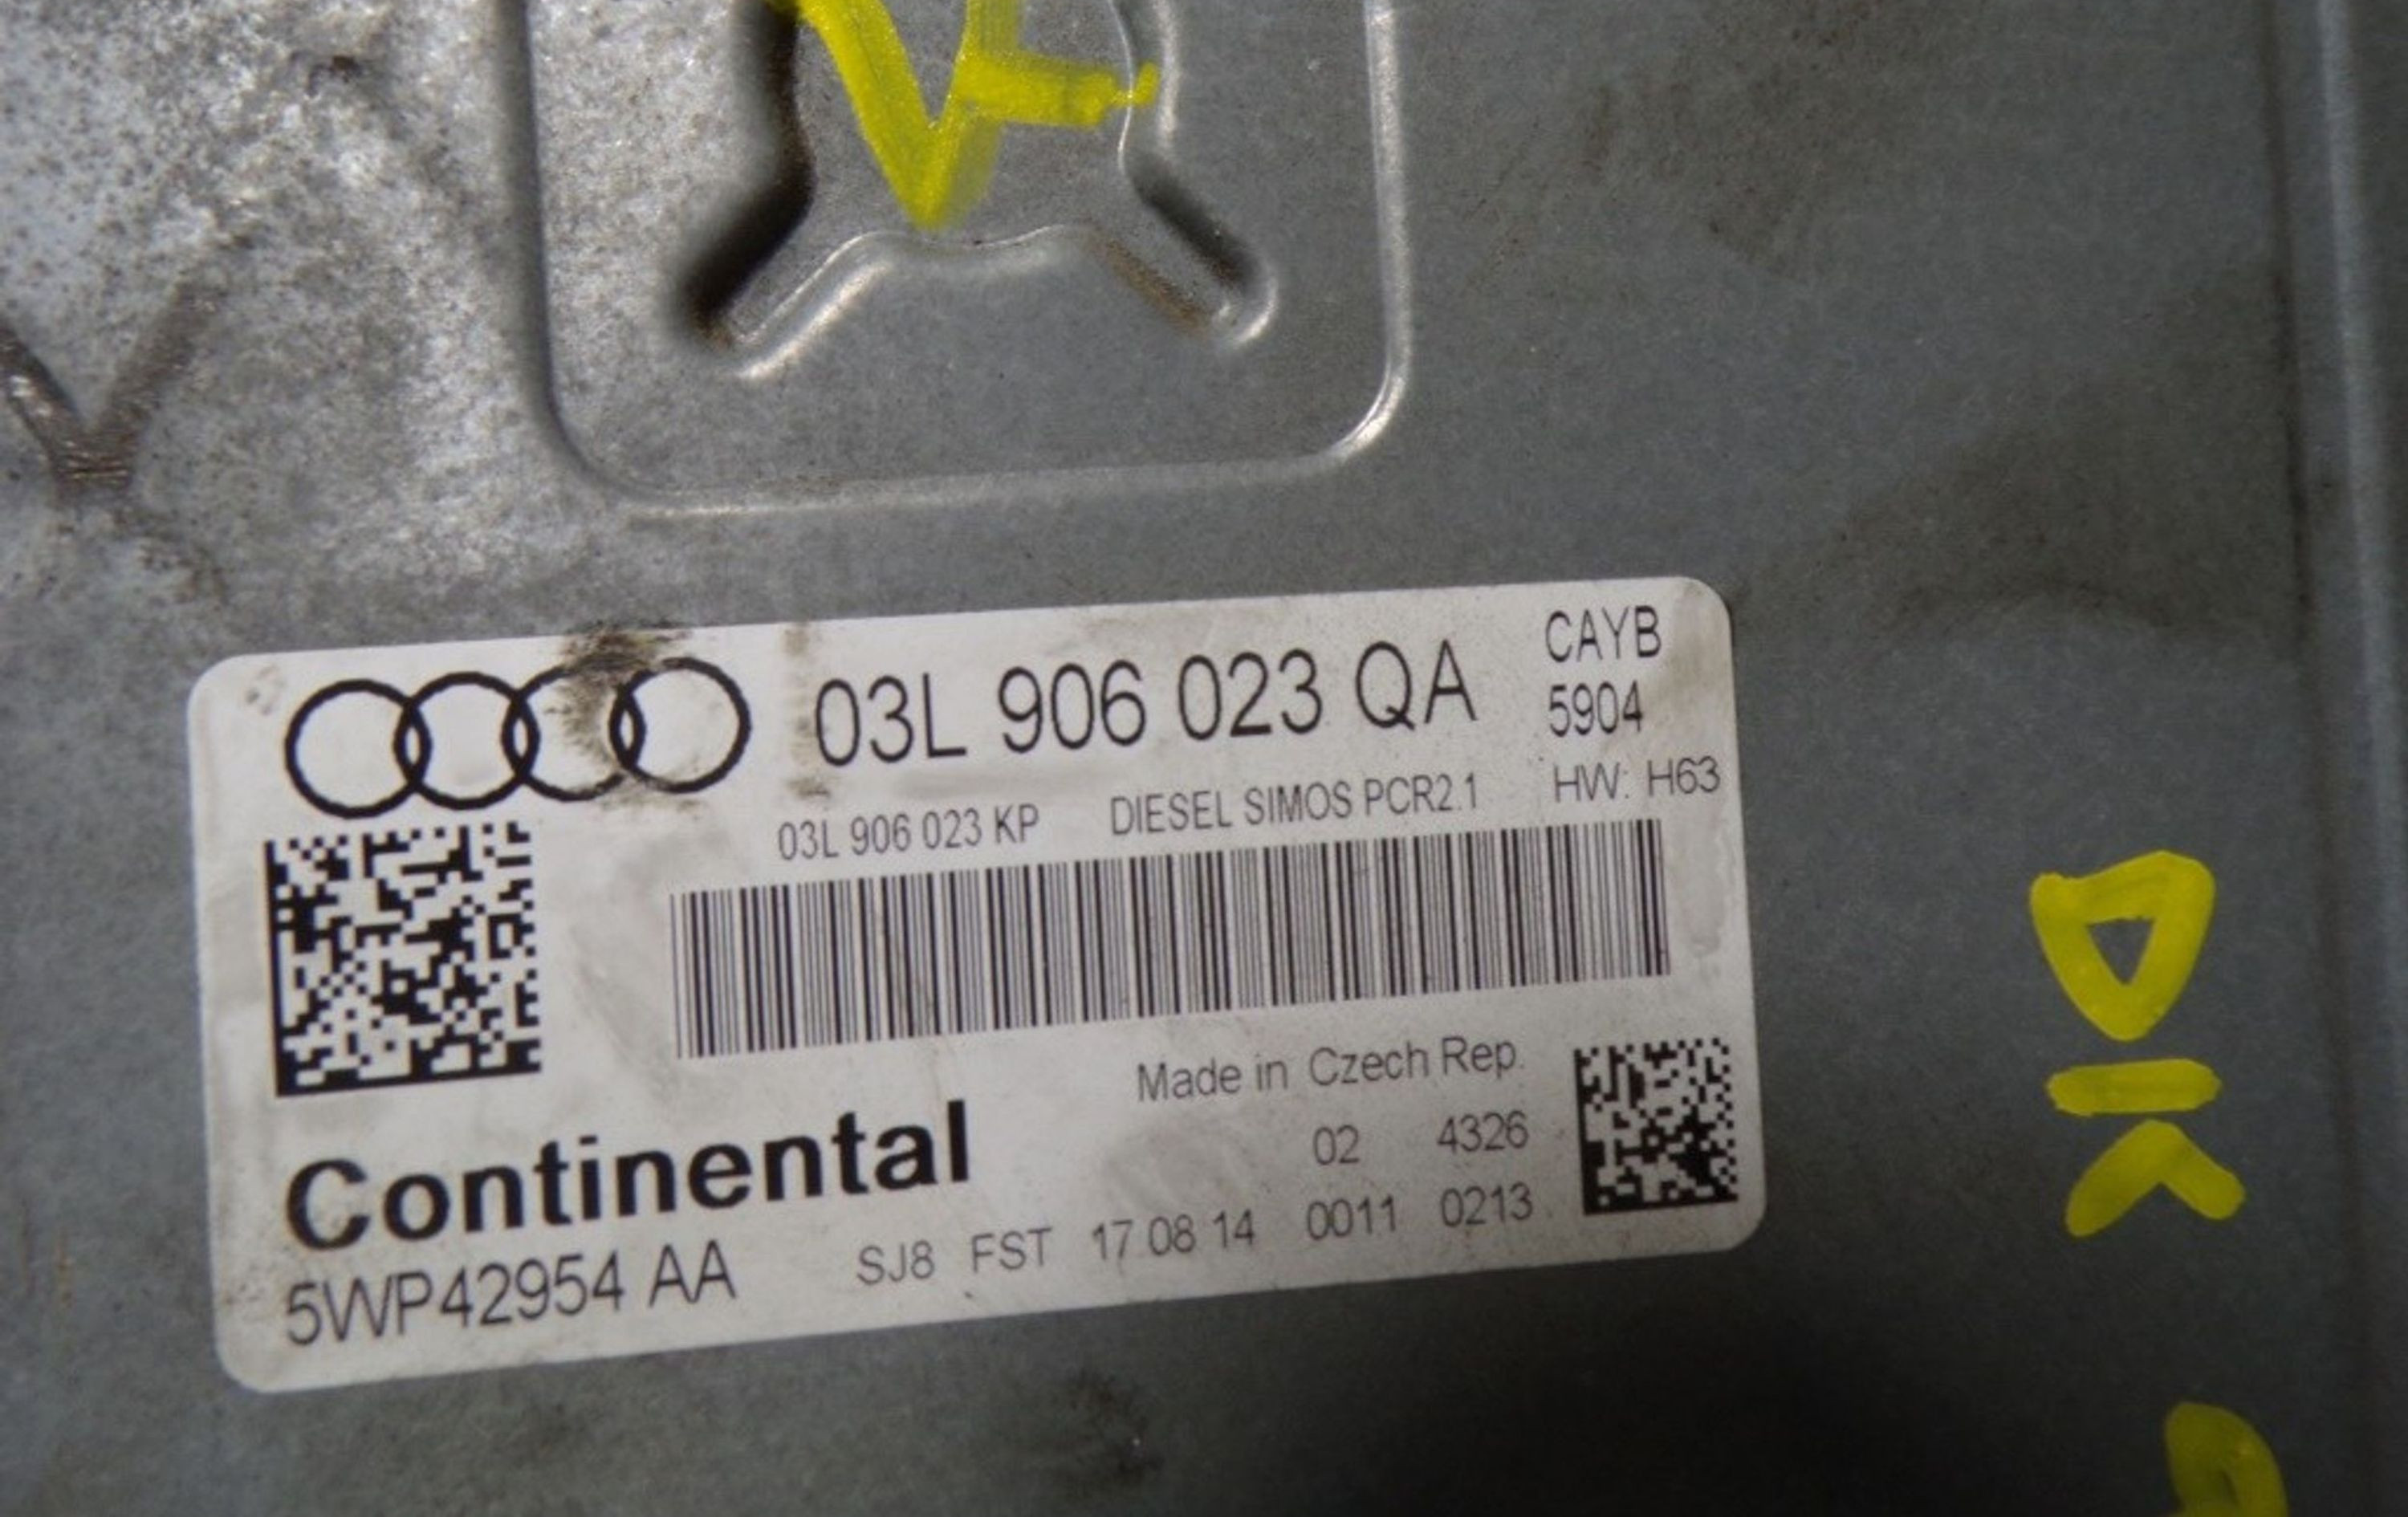 03L 906 023 QA
CAYB
5904
03L 906 023 KP DIESEL SIMOS PCR2.1 HW: H63
Made in Czech Rep.
02 4326
Continental
5WP42954 AA SJ8 FST 17 08 14 0011 0213
DIK